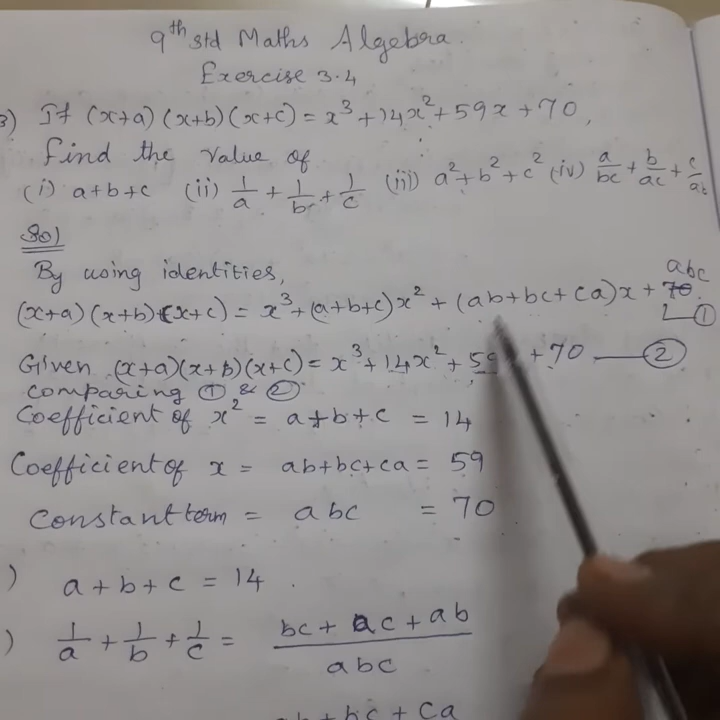 9th std Maths Algebra
Exercise 3.4
3) If (x+a)(x+b)(x+c) = x³+14x²+59x+70,
find the value of
(i) a+b+c (ii) 1/a + 1/b + 1/c (iii) a²+b²+c² (iv) a/bc + b/ac + c/ab
Sol
By using identities,
abc
(x+a)(x+b)(x+c) = x³+(a+b+c)x²+(ab+bc+ca)x+70.
①
Given (x+a)(x+b)(x+c) = x³+14x²+59x+70 — ②
comparing ① & ②
Coefficient of x² = a+b+c = 14
Coefficient of x = ab+bc+ca = 59
Constant term = abc = 70
) a+b+c = 14.
) 1/a + 1/b + 1/c = bc+ac+ab / abc
ab+bc+ca